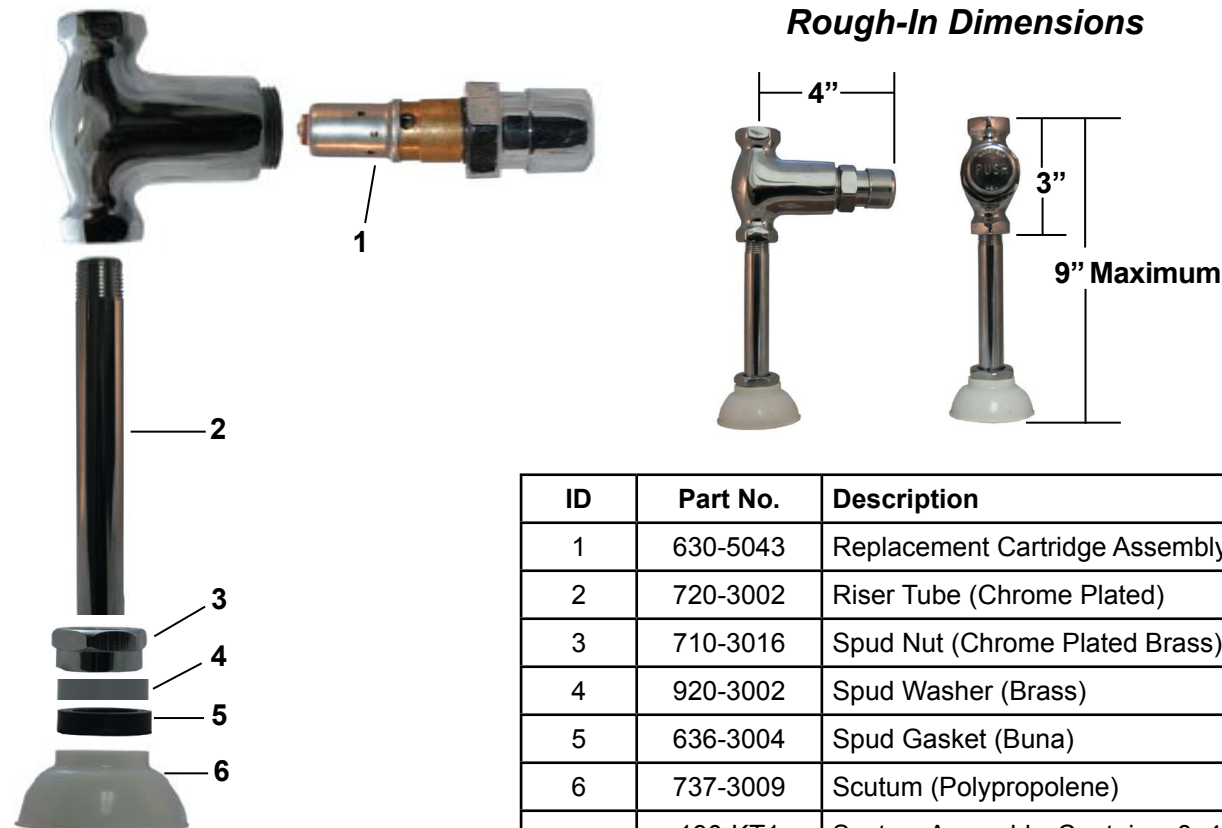 Rough-In Dimensions
4”
PUSH
3”
9” Maximum
1
2
3
4
5
6
ID Part No. Description
1 630-5043 Replacement Cartridge Assembly
2 720-3002 Riser Tube (Chrome Plated)
3 710-3016 Spud Nut (Chrome Plated Brass)
4 920-3002 Spud Washer (Brass)
5 636-3004 Spud Gasket (Buna)
6 737-3009 Scutum (Polypropolene)